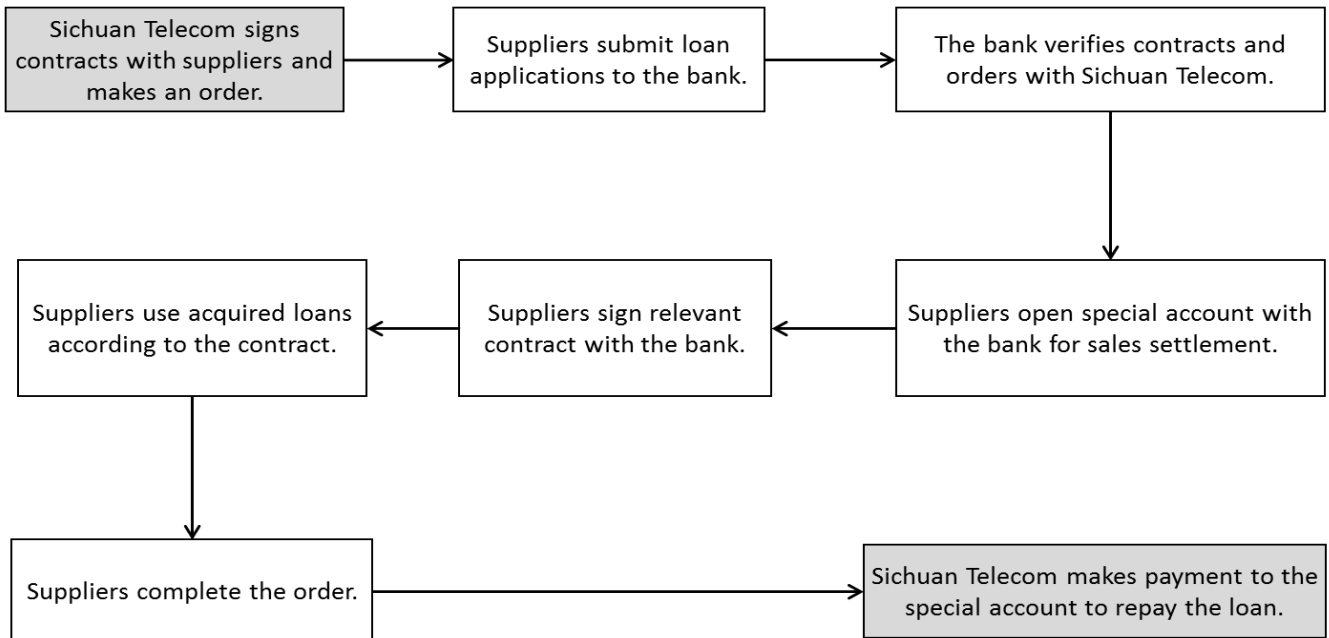 Sichuan Telecom signs
contracts with suppliers and
makes an order.
Suppliers submit loan
applications to the bank.
The bank verifies contracts and
orders with Sichuan Telecom.
Suppliers open special account with
the bank for sales settlement.
Suppliers sign relevant
contract with the bank.
Suppliers use acquired loans
according to the contract.
Suppliers complete the order.
Sichuan Telecom makes payment to the
special account to repay the loan.